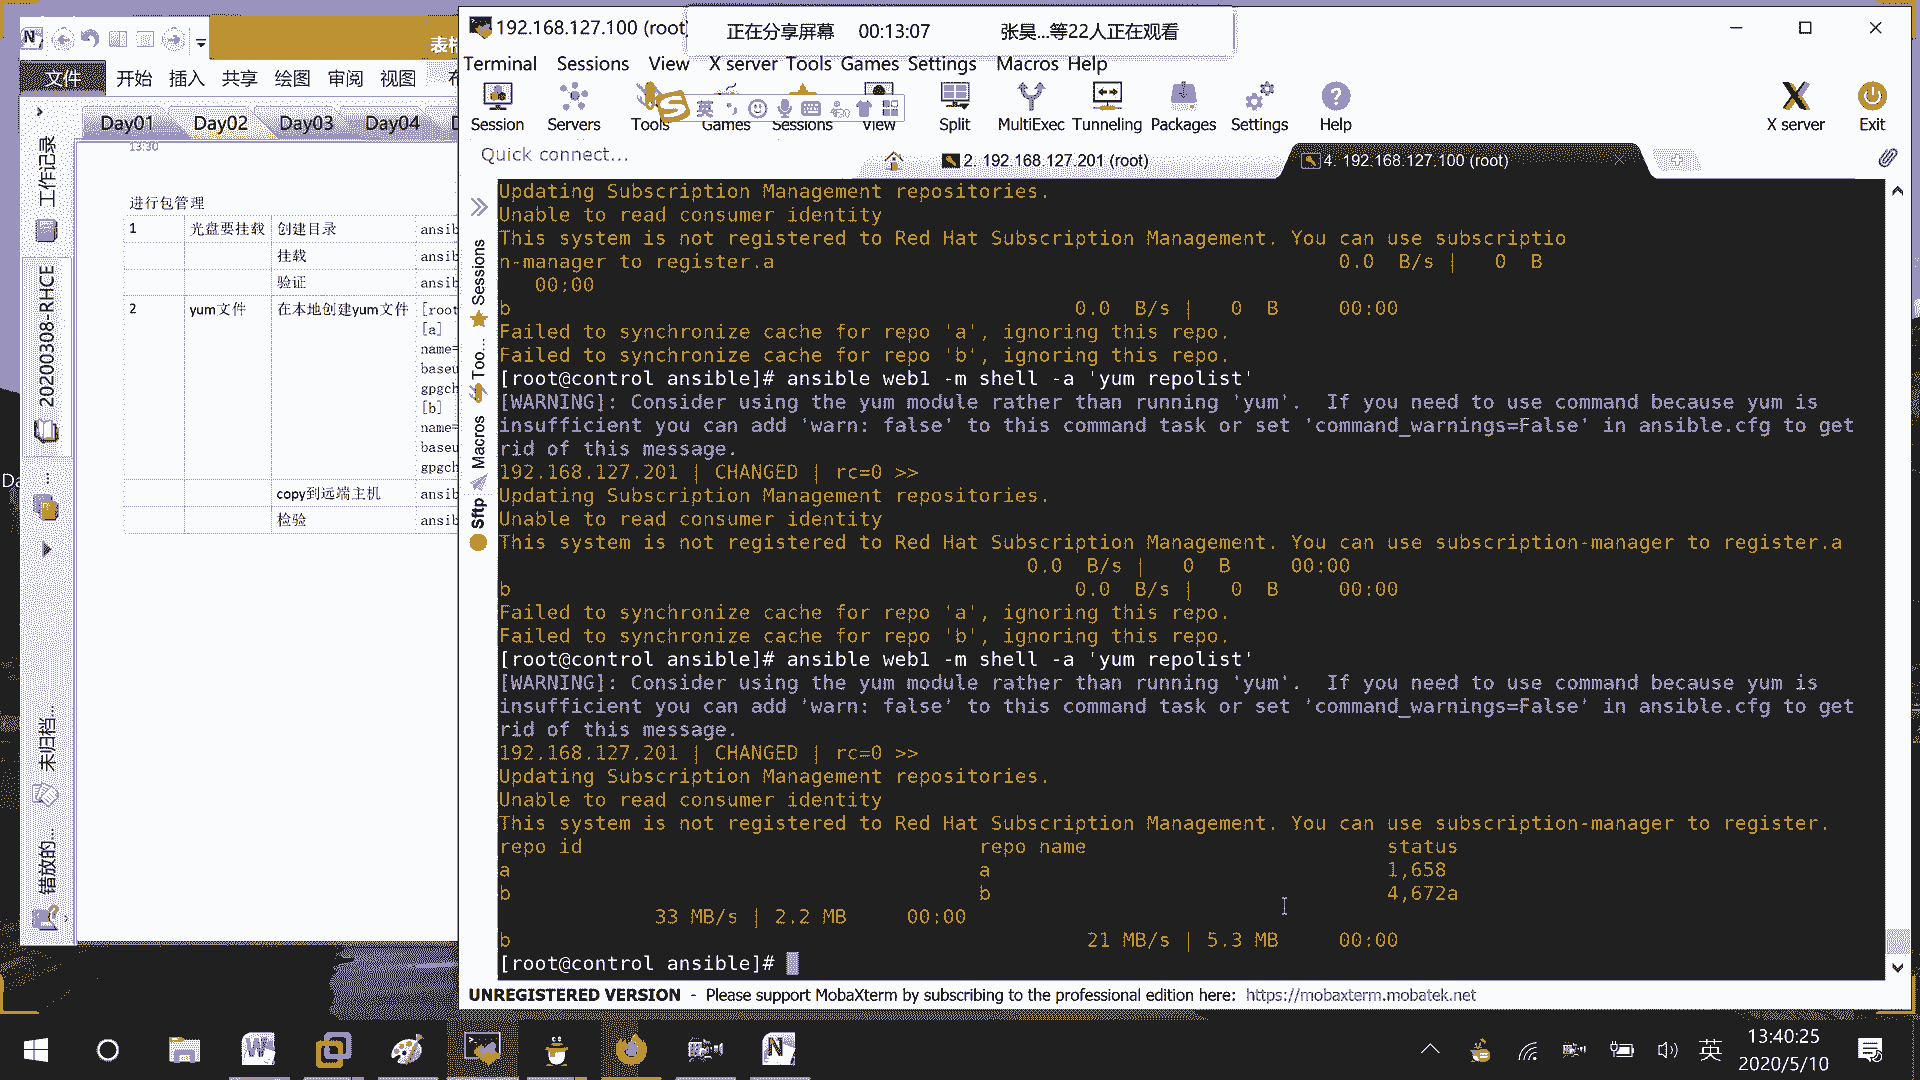 表格
文件 开始 插入 共享 绘图 审阅 视图
Day01 Day02 Day03 Day04
13:30
工作记录
20200308-RHCE
未归档...
错放的...
进行包管理
1 光盘要挂载 创建目录 ansib
挂载 ansib
验证 ansib
2 yum文件 在本地创建yum文件 [root
[a]
name=
baseu
gpgch
[b]
name=
baseu
gpgch
copy到远端主机 ansib
检验 ansib
192.168.127.100 (root)
正在分享屏幕 00:13:07 张昊...等22人正在观看
Terminal Sessions View X server Tools Games Settings Macros Help
英
Session Servers Tools Games Sessions View Split MultiExec Tunneling Packages Settings Help X server Exit
Quick connect...
2. 192.168.127.201 (root)
4. 192.168.127.100 (root)
Sessions
Too...
Macros
Sftp
Updating Subscription Management repositories.
Unable to read consumer identity
This system is not registered to Red Hat Subscription Management. You can use subscriptio
n-manager to register.a 0.0 B/s | 0 B
00:00
b 0.0 B/s | 0 B 00:00
Failed to synchronize cache for repo 'a', ignoring this repo.
Failed to synchronize cache for repo 'b', ignoring this repo.
[root@control ansible]# ansible web1 -m shell -a 'yum repolist'
[WARNING]: Consider using the yum module rather than running 'yum'. If you need to use command because yum is
insufficient you can add 'warn: false' to this command task or set 'command_warnings=False' in ansible.cfg to get
rid of this message.
192.168.127.201 | CHANGED | rc=0 >>
Updating Subscription Management repositories.
Unable to read consumer identity
This system is not registered to Red Hat Subscription Management. You can use subscription-manager to register.a
0.0 B/s | 0 B 00:00
b 0.0 B/s | 0 B 00:00
Failed to synchronize cache for repo 'a', ignoring this repo.
Failed to synchronize cache for repo 'b', ignoring this repo.
[root@control ansible]# ansible web1 -m shell -a 'yum repolist'
[WARNING]: Consider using the yum module rather than running 'yum'. If you need to use command because yum is
insufficient you can add 'warn: false' to this command task or set 'command_warnings=False' in ansible.cfg to get
rid of this message.
192.168.127.201 | CHANGED | rc=0 >>
Updating Subscription Management repositories.
Unable to read consumer identity
This system is not registered to Red Hat Subscription Management. You can use subscription-manager to register.
repo id repo name status
a a 1,658
b b 4,672a
33 MB/s | 2.2 MB 00:00
b 21 MB/s | 5.3 MB 00:00
[root@control ansible]#
UNREGISTERED VERSION - Please support MobaXterm by subscribing to the professional edition here: https://mobaxterm.mobatek.net
英
13:40:25
2020/5/10